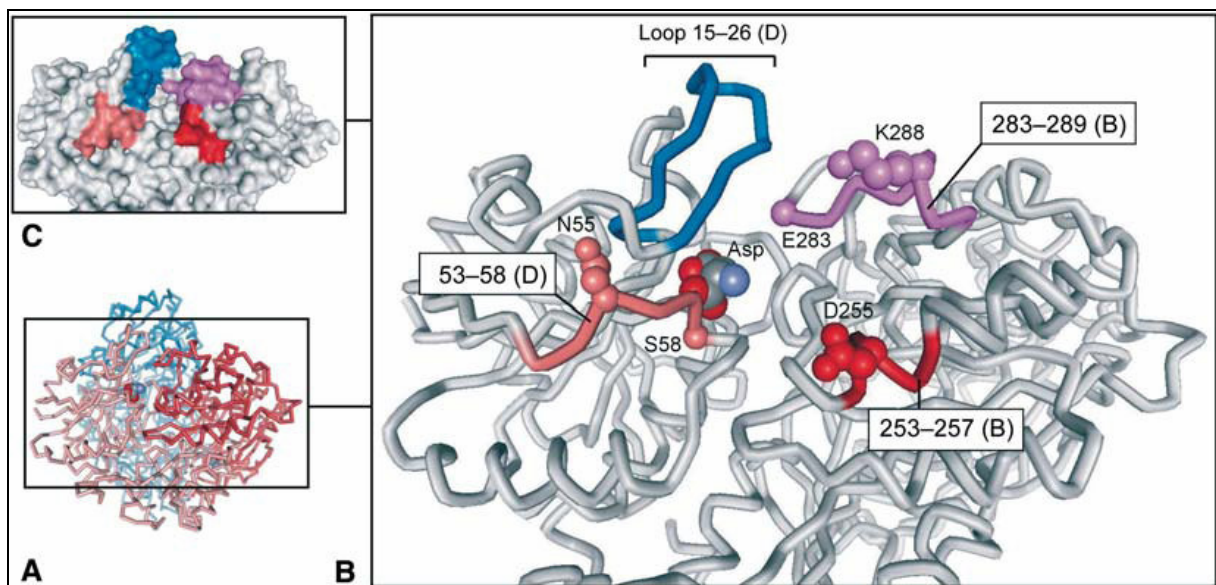 Loop 15–26 (D)
K288
283–289 (B)
N55
E283
Asp
53–58 (D)
D255
S58
253–257 (B)
C
A
B